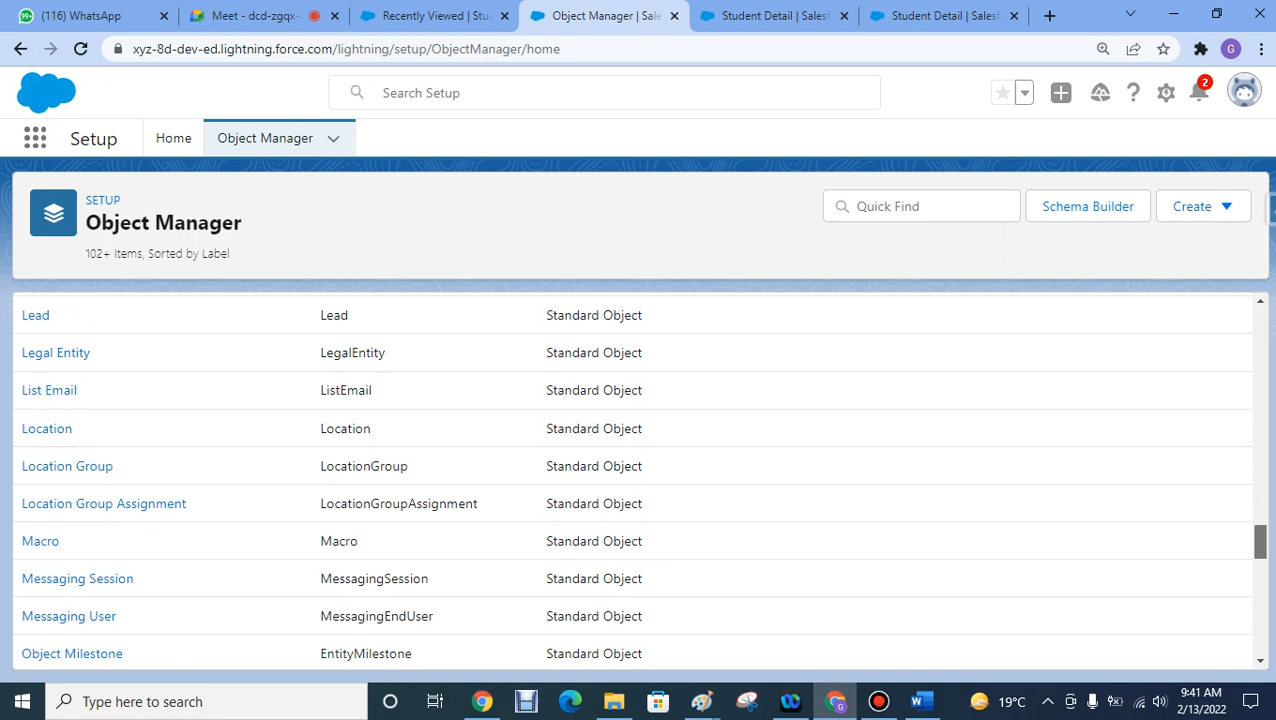 (116) WhatsApp
Meet - dcd-zgqx-
Recently Viewed | Stu
Object Manager | Sale
Student Detail | Salesf
Student Detail | Salesf
xyz-8d-dev-ed.lightning.force.com/lightning/setup/ObjectManager/home
G
Search Setup
2
Setup
Home
Object Manager
SETUP
Object Manager
102+ Items, Sorted by Label
Quick Find
Schema Builder
Create
Lead Lead Standard Object
Legal Entity LegalEntity Standard Object
List Email ListEmail Standard Object
Location Location Standard Object
Location Group LocationGroup Standard Object
Location Group Assignment LocationGroupAssignment Standard Object
Macro Macro Standard Object
Messaging Session MessagingSession Standard Object
Messaging User MessagingEndUser Standard Object
Object Milestone EntityMilestone Standard Object
Type here to search
19°C
9:41 AM
2/13/2022